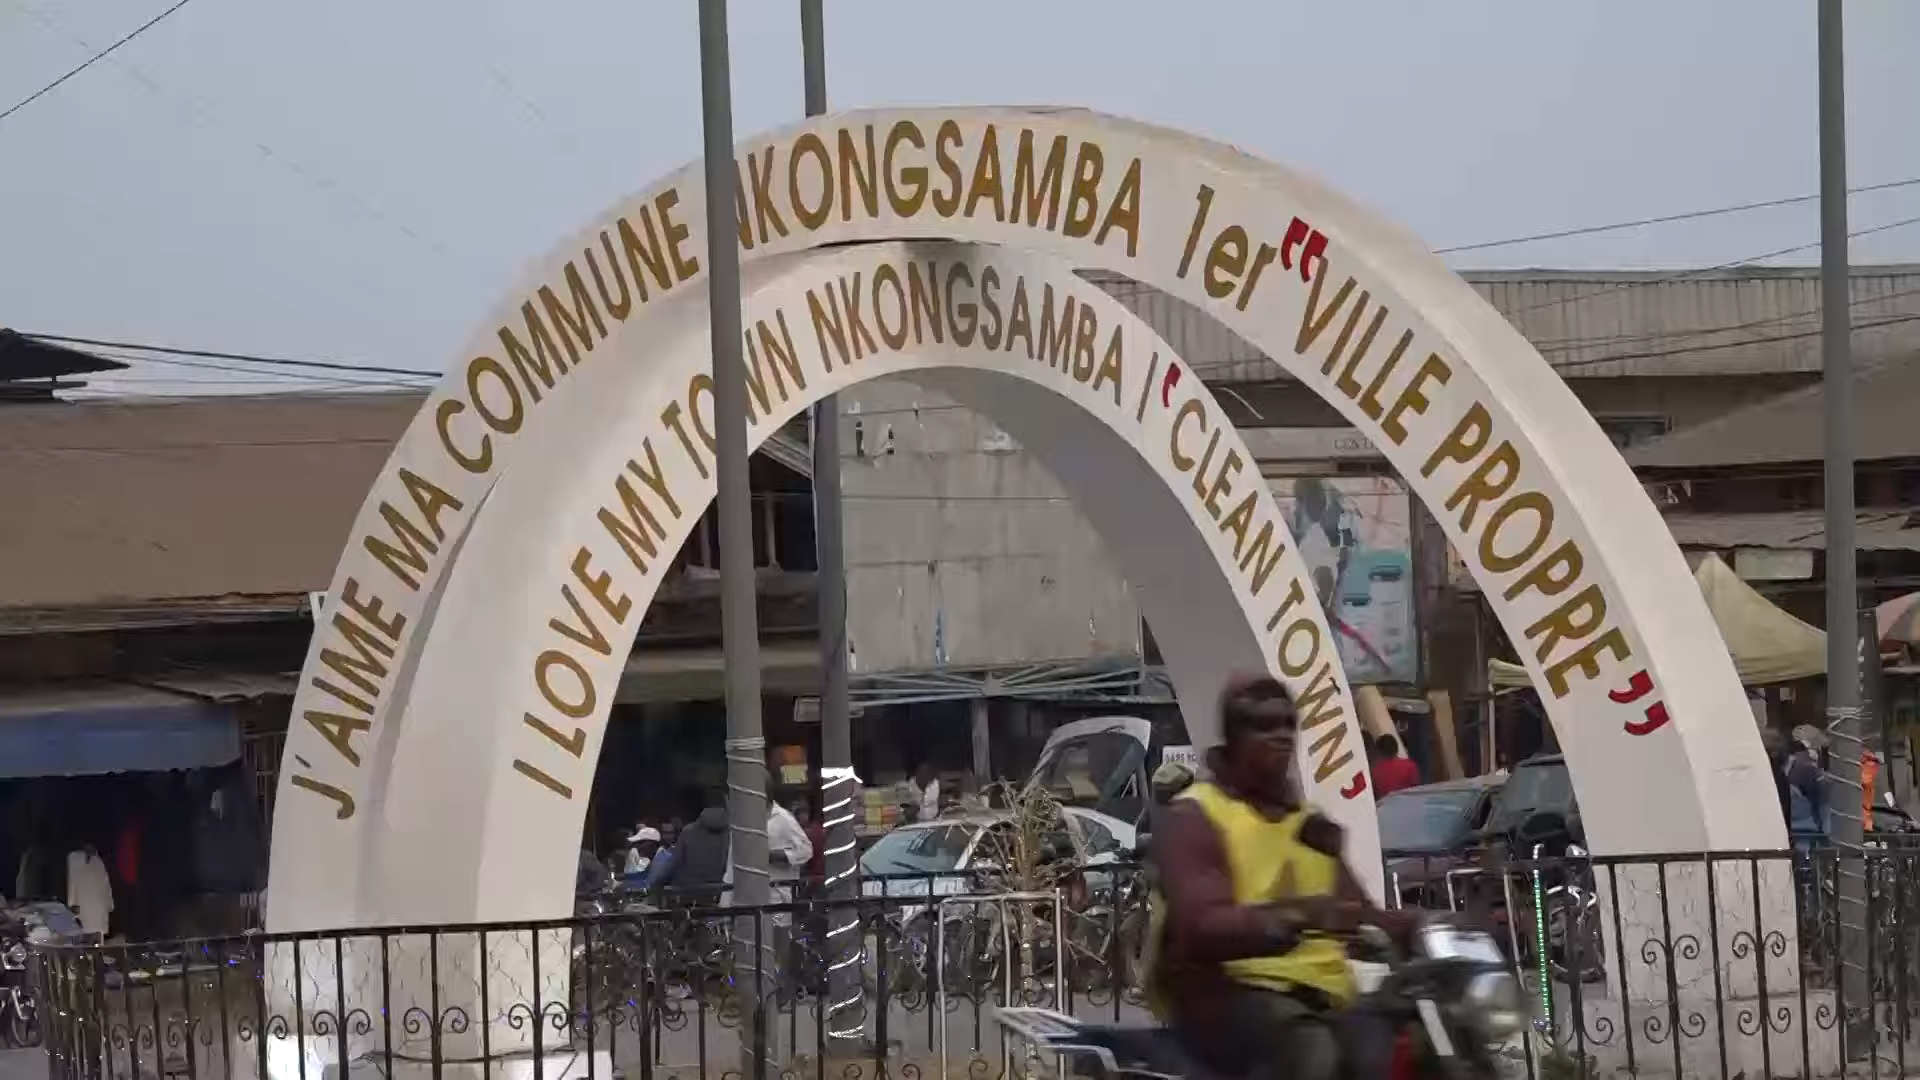 J'AIME MA COMMUNE NKONGSAMBA 1er "VILLE PROPRE"
I LOVE MY TOWN NKONGSAMBA I 'CLEAN TOWN'